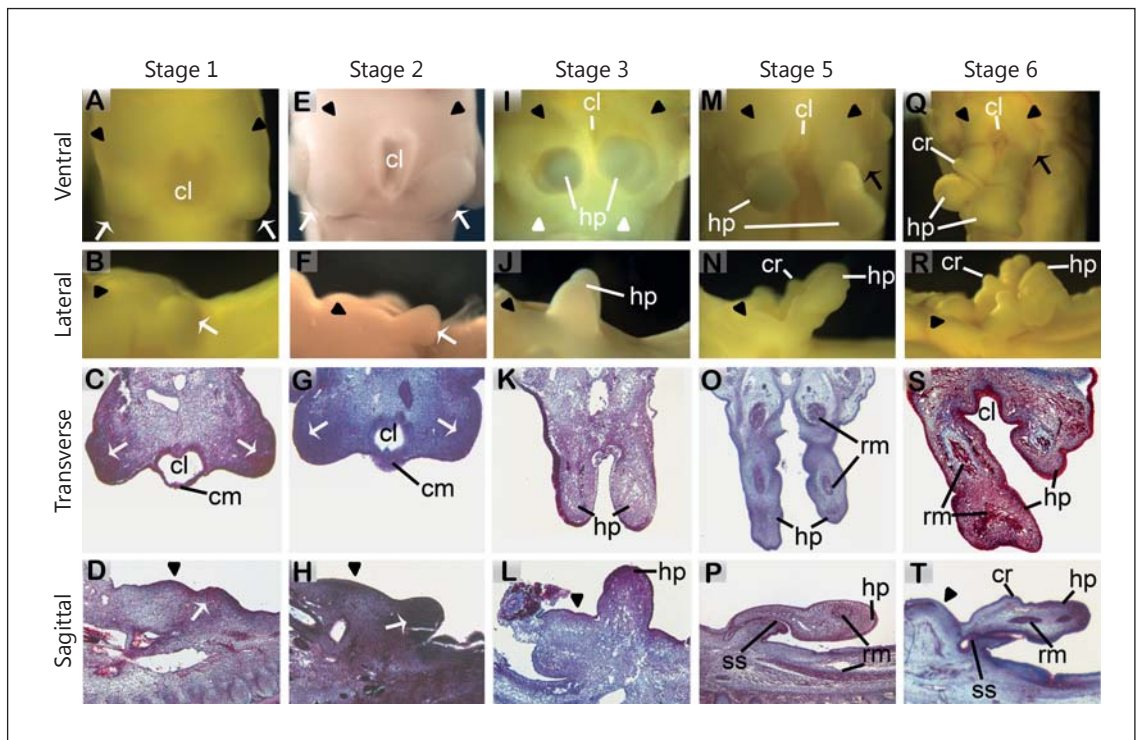 Stage 1 Stage 2 Stage 3 Stage 5 Stage 6
Ventral
A cl
E cl
I cl hp
M cl hp
Q cl cr hp
Lateral
B
F
J hp
N cr hp
R cr hp
Transverse
C cl cm
G cl cm
K hp
O rm hp
S cl hp rm
Sagittal
D
H
L hp
P hp ss rm
T cr hp rm ss